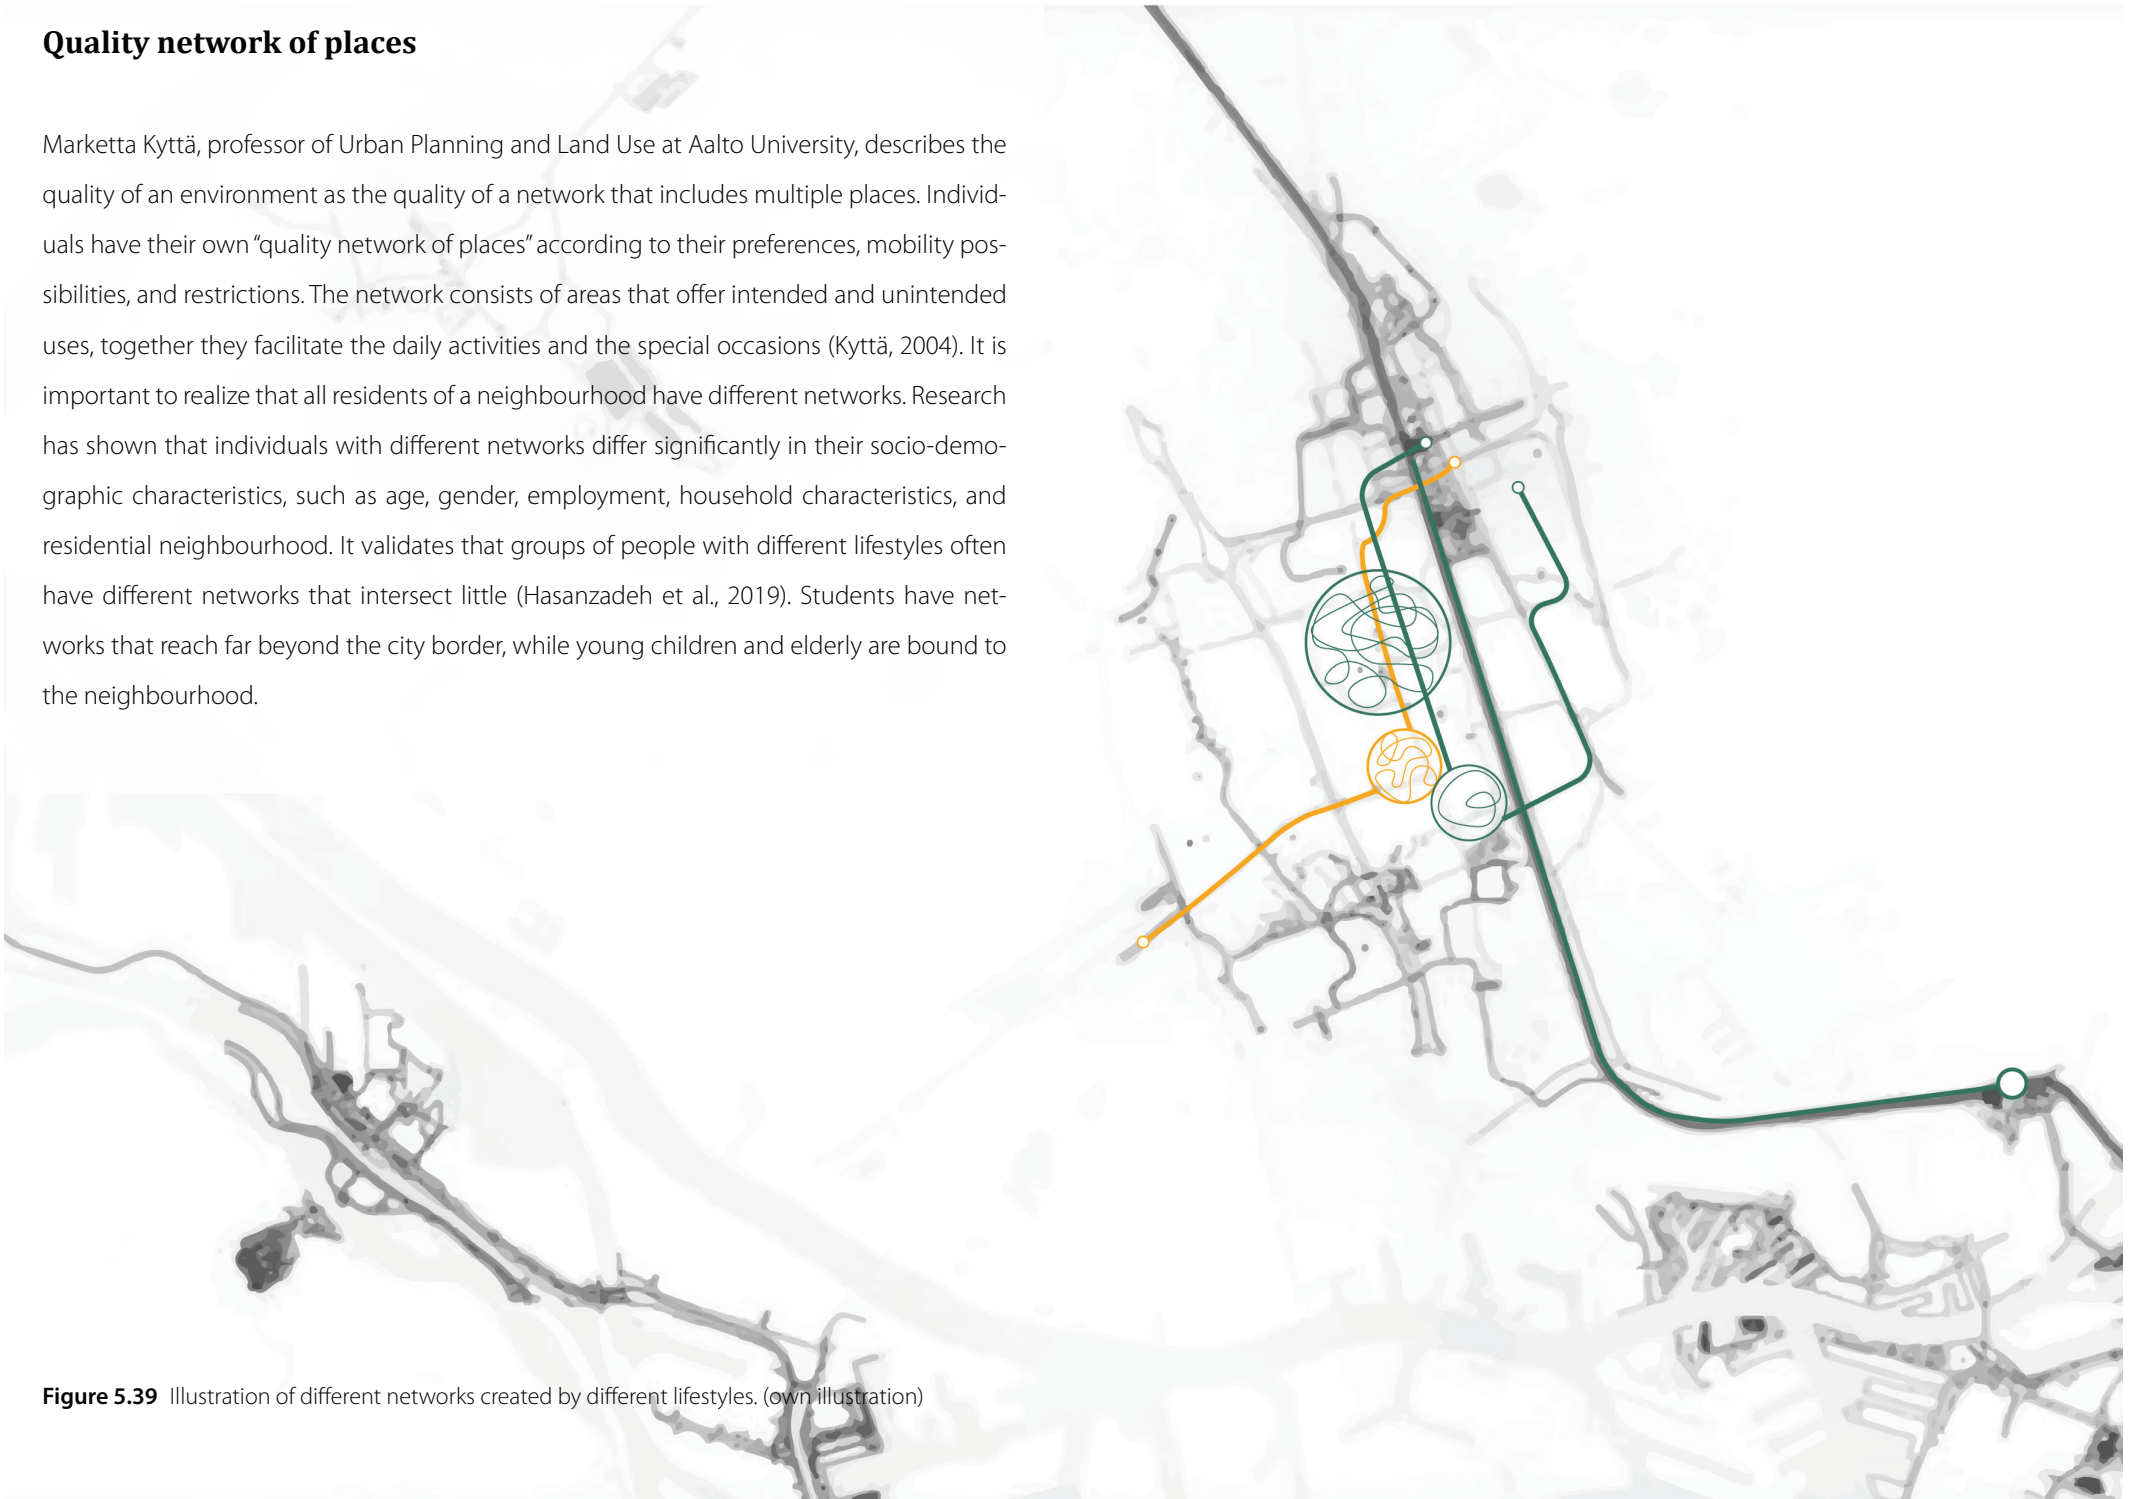 Quality network of places
Marketta Kyttä, professor of Urban Planning and Land Use at Aalto University, describes the
quality of an environment as the quality of a network that includes multiple places. Individ-
uals have their own “quality network of places” according to their preferences, mobility pos-
sibilities, and restrictions. The network consists of areas that offer intended and unintended
uses, together they facilitate the daily activities and the special occasions (Kyttä, 2004). It is
important to realize that all residents of a neighbourhood have different networks. Research
has shown that individuals with different networks differ significantly in their socio-demo-
graphic characteristics, such as age, gender, employment, household characteristics, and
residential neighbourhood. It validates that groups of people with different lifestyles often
have different networks that intersect little (Hasanzadeh et al., 2019). Students have net-
works that reach far beyond the city border, while young children and elderly are bound to
the neighbourhood.
Figure 5.39 Illustration of different networks created by different lifestyles. (own illustration)